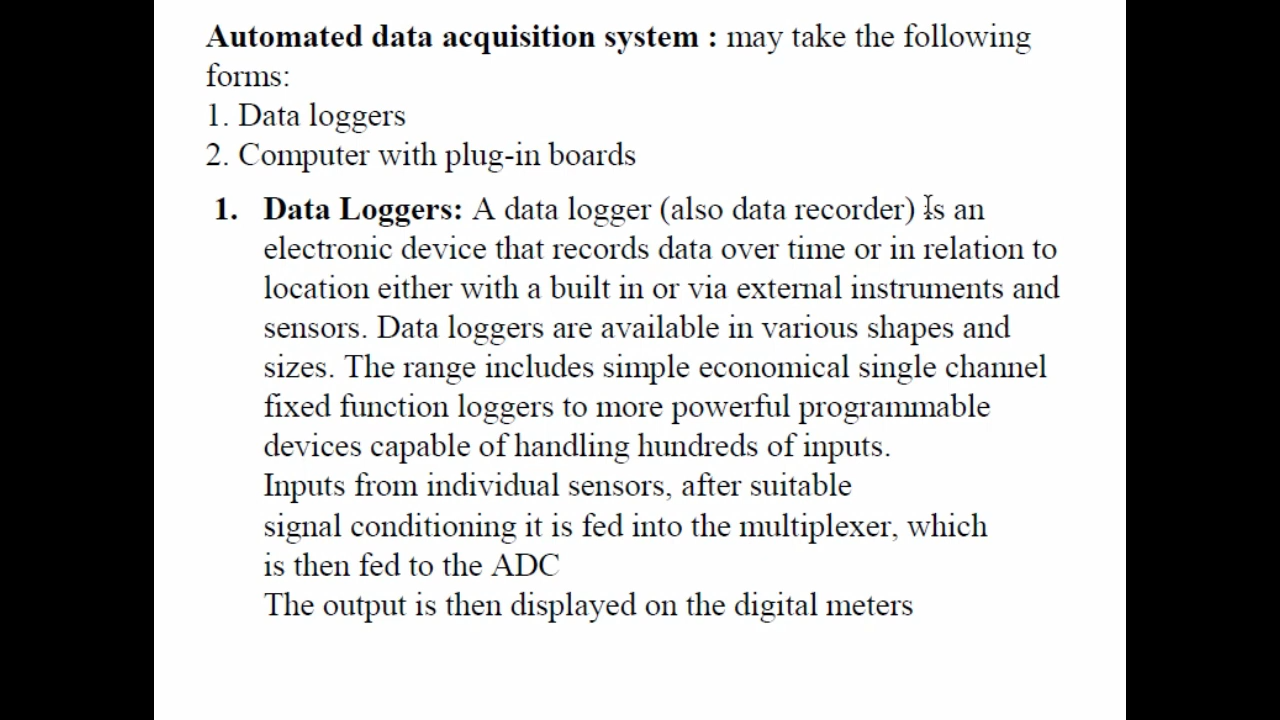 Automated data acquisition system : may take the following
forms:
1. Data loggers
2. Computer with plug-in boards
1. Data Loggers: A data logger (also data recorder) is an
electronic device that records data over time or in relation to
location either with a built in or via external instruments and
sensors. Data loggers are available in various shapes and
sizes. The range includes simple economical single channel
fixed function loggers to more powerful programmable
devices capable of handling hundreds of inputs.
Inputs from individual sensors, after suitable
signal conditioning it is fed into the multiplexer, which
is then fed to the ADC
The output is then displayed on the digital meters